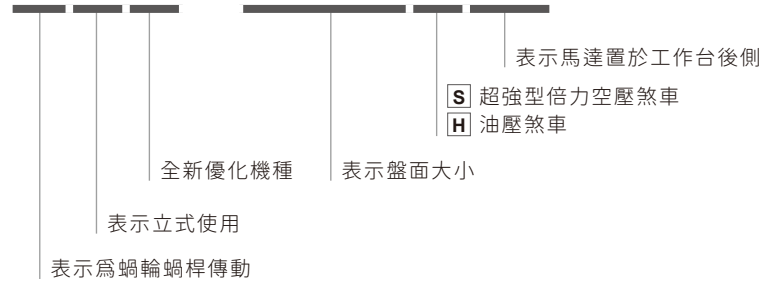 表示馬達置於工作台後側
S 超強型倍力空壓煞車
H 油壓煞車
全新優化機種
表示盤面大小
表示立式使用
表示爲蝸輪蝸桿傳動